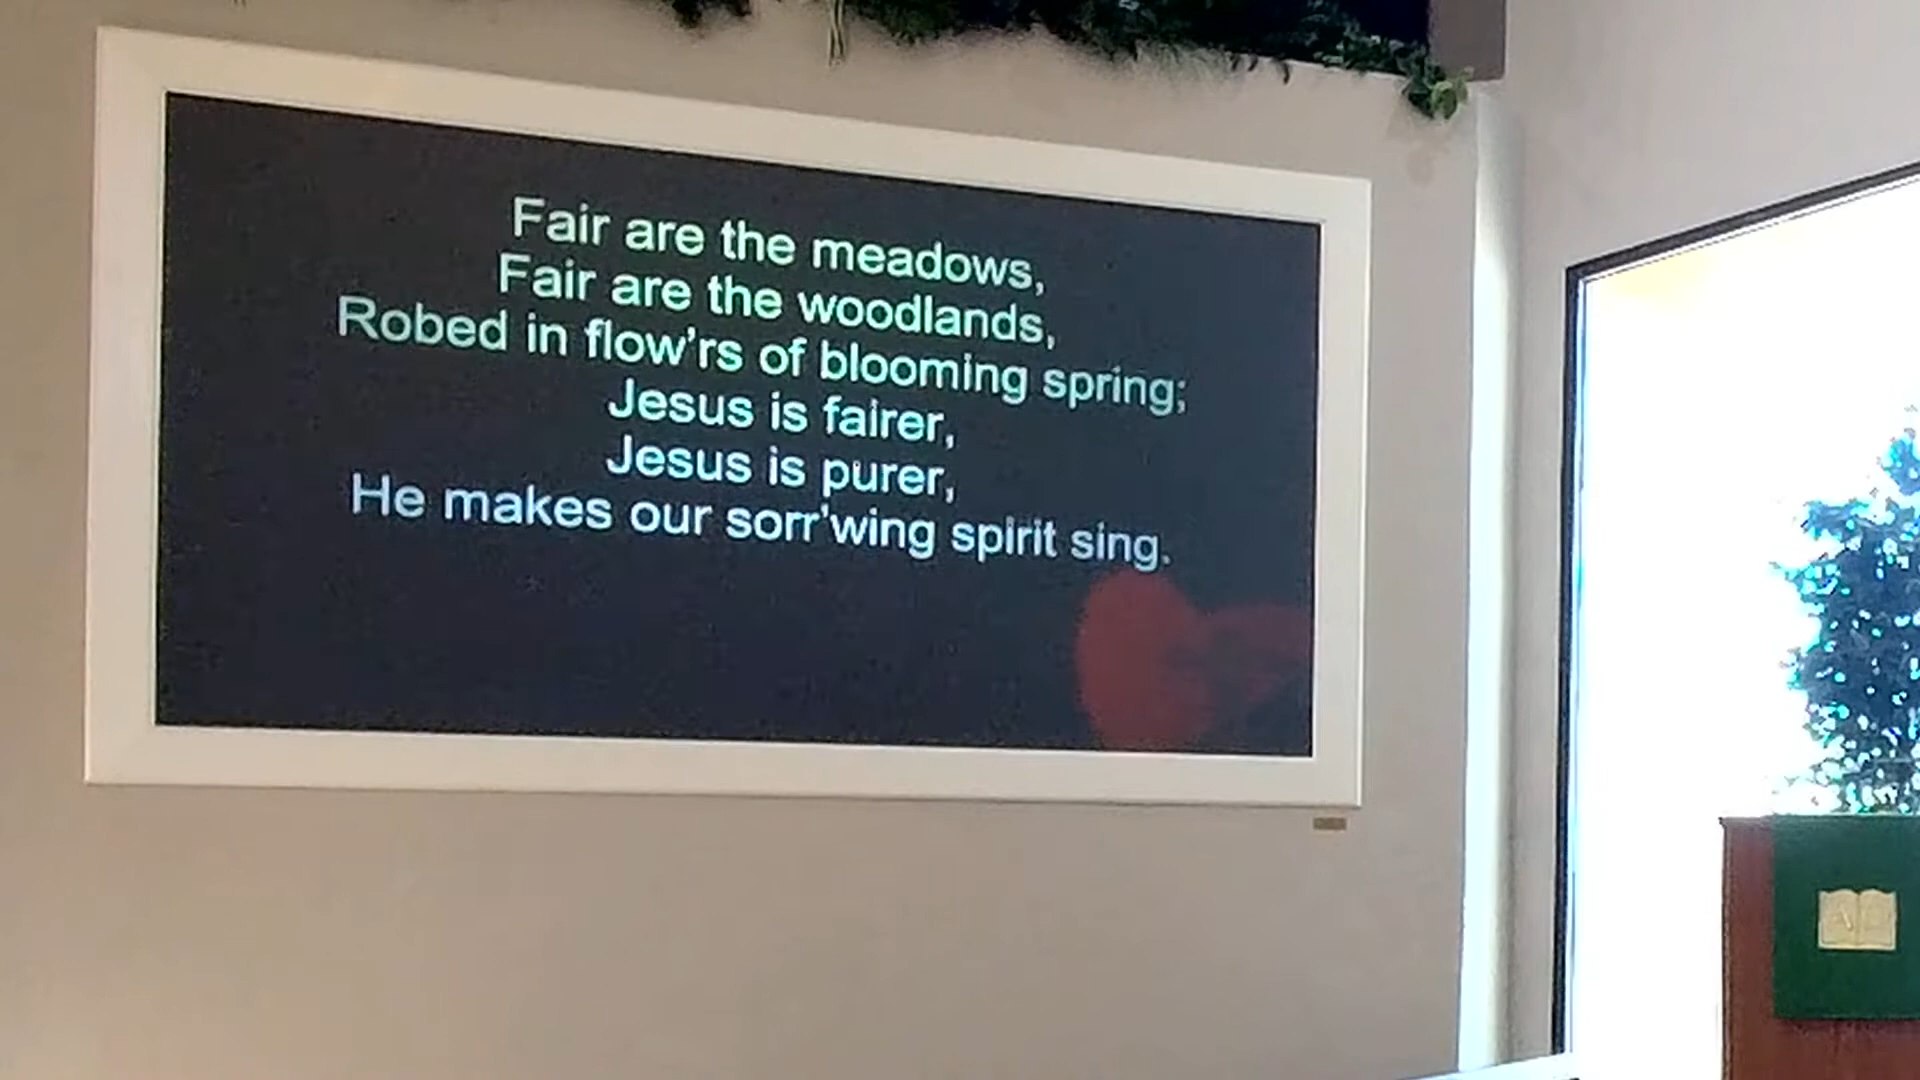 Fair are the meadows,
Fair are the woodlands,
Robed in flow'rs of blooming spring;
Jesus is fairer,
Jesus is purer,
He makes our sorr'wing spirit sing.